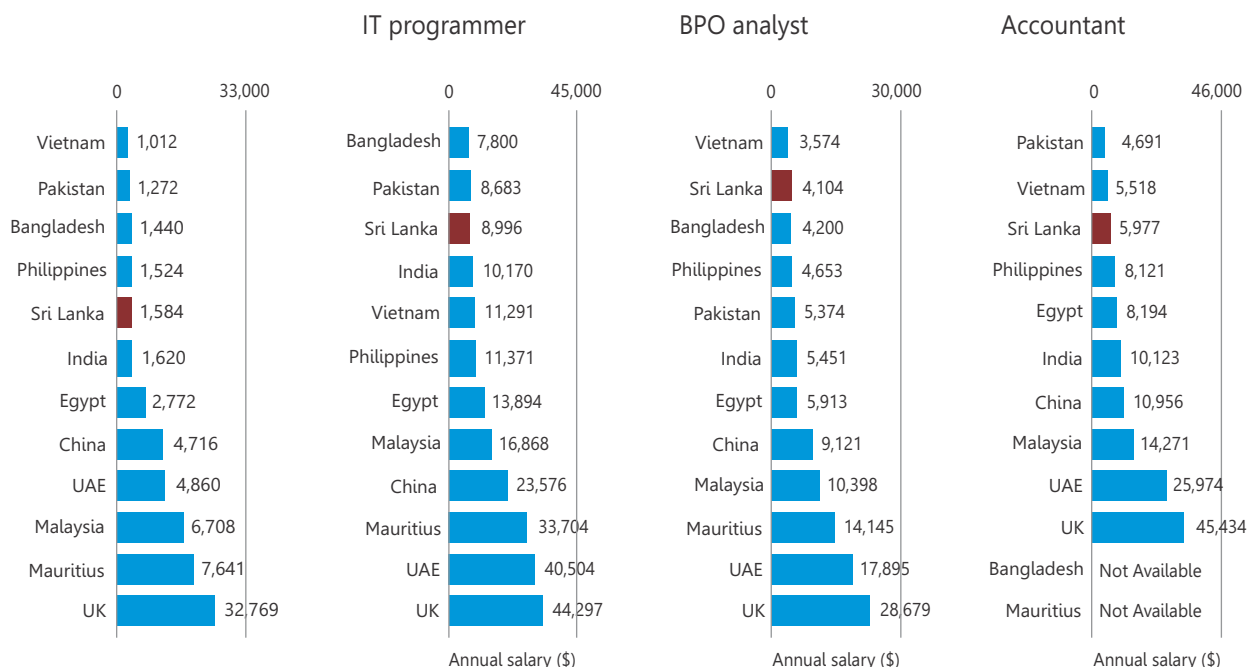 IT programmer BPO analyst Accountant
0 33,000 0 45,000 0 30,000 0 46,000
Vietnam 1,012 Bangladesh 7,800 Vietnam 3,574 Pakistan 4,691
Pakistan 1,272 Pakistan 8,683 Sri Lanka 4,104 Vietnam 5,518
Bangladesh 1,440 Sri Lanka 8,996 Bangladesh 4,200 Sri Lanka 5,977
Philippines 1,524 India 10,170 Philippines 4,653 Philippines 8,121
Sri Lanka 1,584 Vietnam 11,291 Pakistan 5,374 Egypt 8,194
India 1,620 Philippines 11,371 India 5,451 India 10,123
Egypt 2,772 Egypt 13,894 Egypt 5,913 China 10,956
China 4,716 Malaysia 16,868 China 9,121 Malaysia 14,271
UAE 4,860 China 23,576 Malaysia 10,398 UAE 25,974
Malaysia 6,708 Mauritius 33,704 Mauritius 14,145 UK 45,434
Mauritius 7,641 UAE 40,504 UAE 17,895 Bangladesh Not Available
UK 32,769 UK 44,297 UK 28,679 Mauritius Not Available
Annual salary ($) Annual salary ($) Annual salary ($)